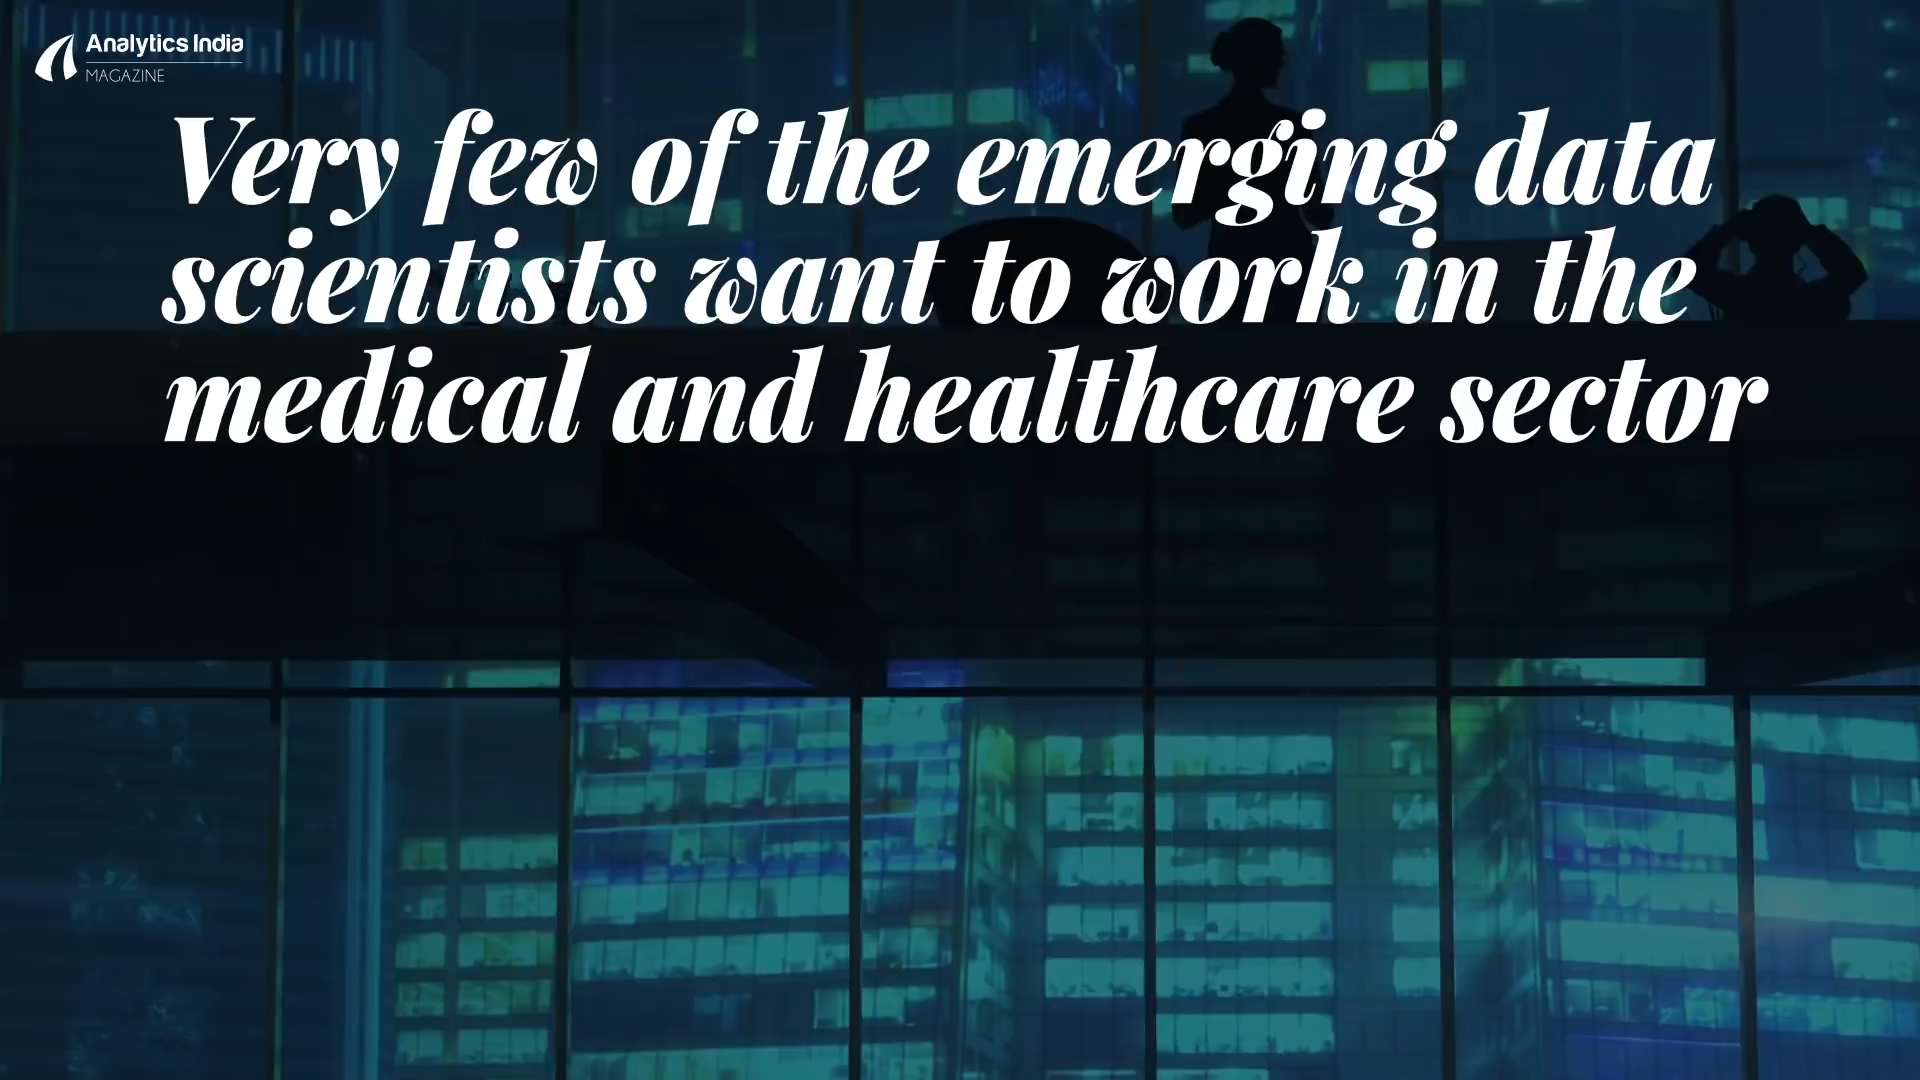 Analytics India
MAGAZINE
Very few of the emerging data
scientists want to work in the
medical and healthcare sector